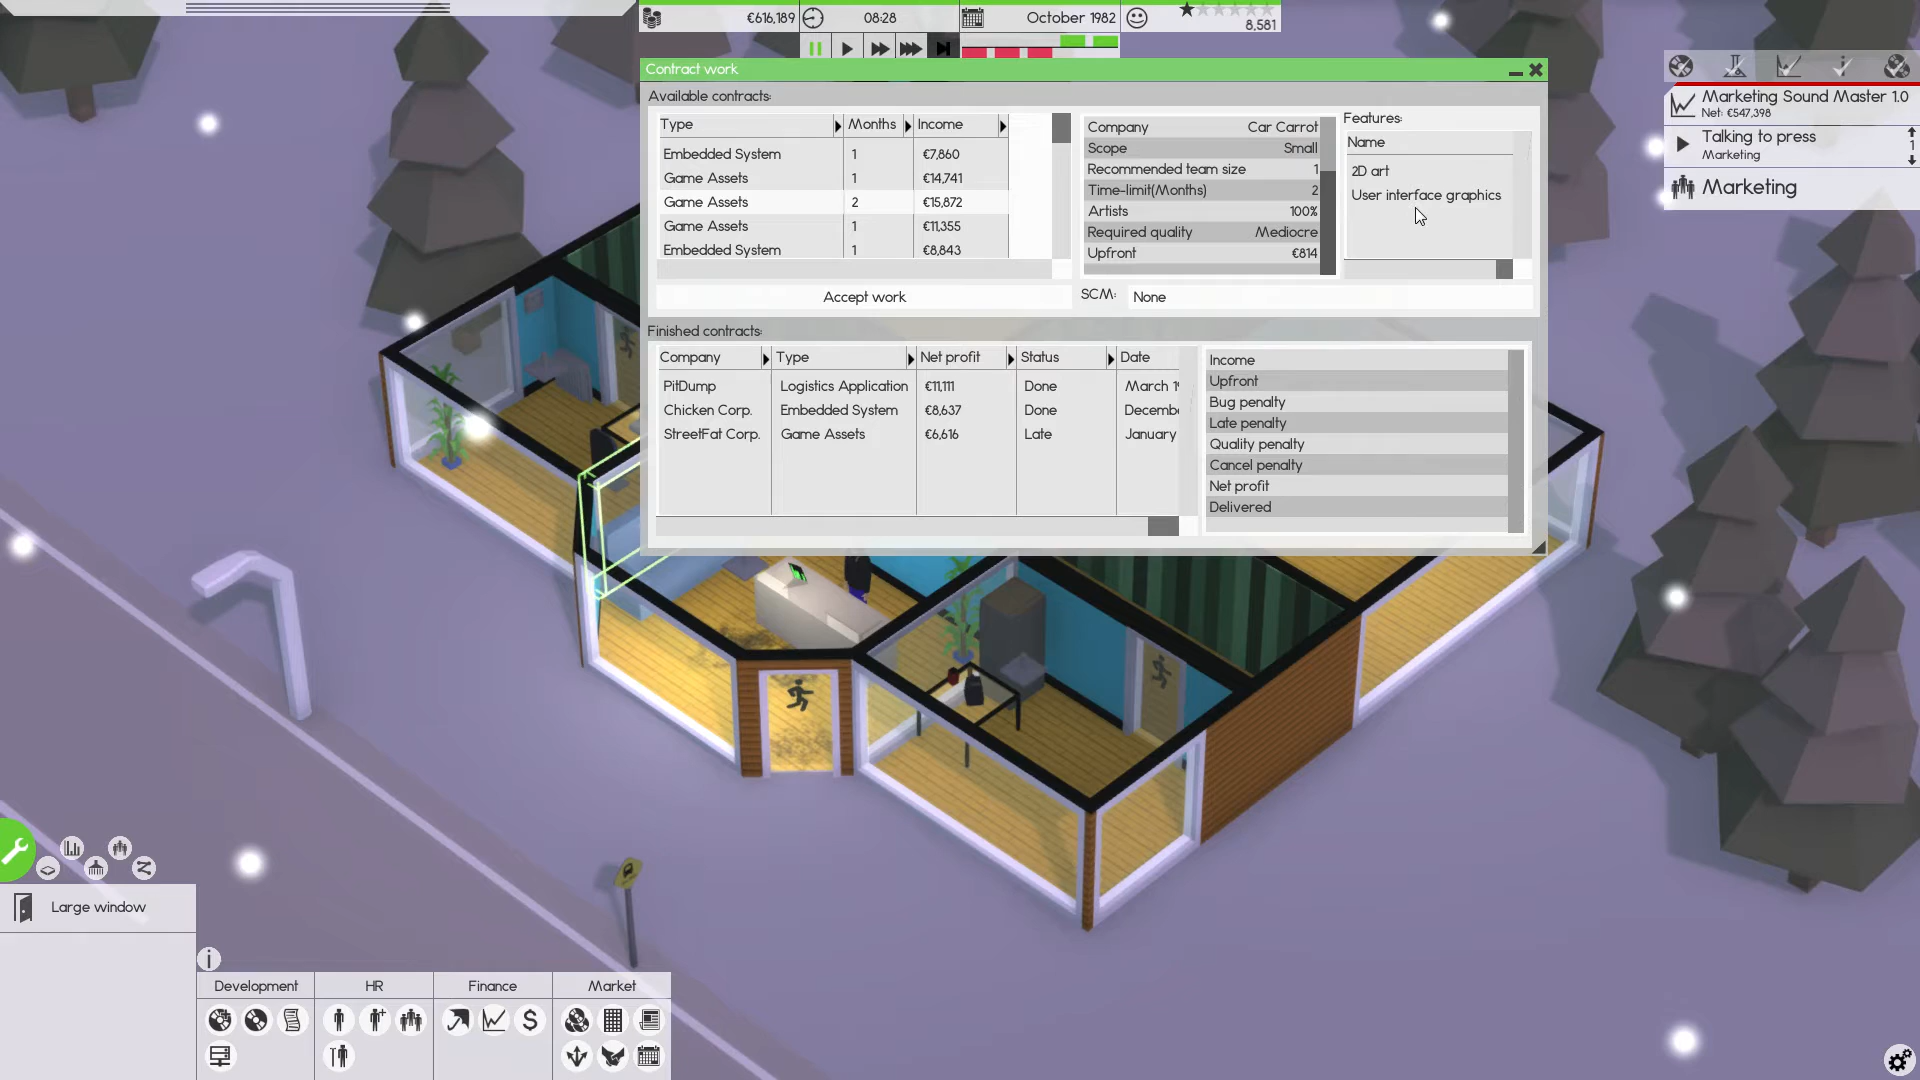 €616,189
08:28
October 1982
8,581
Contract work
Available contracts:
Type Months Income
Embedded System 1 €7,860
Game Assets 1 €14,741
Game Assets 2 €15,872
Game Assets 1 €11,355
Embedded System 1 €8,843
Accept work
Company Car Carrot
Scope Small
Recommended team size 1
Time-limit(Months) 2
Artists 100%
Required quality Mediocre
Upfront €814
Features:
Name
2D art
User interface graphics
SCM: None
Finished contracts:
Company Type Net profit Status Date
PitDump Logistics Application €11,111 Done March
Chicken Corp. Embedded System €8,637 Done
StreetFat Corp. Game Assets €6,616 Late January
Income
Upfront
Bug penalty
Late penalty
Quality penalty
Cancel penalty
Net profit
Delivered
Marketing Sound Master 1.0
Net: €547,398
Talking to press
Marketing
1
Marketing
Large window
i
Development HR Finance Market